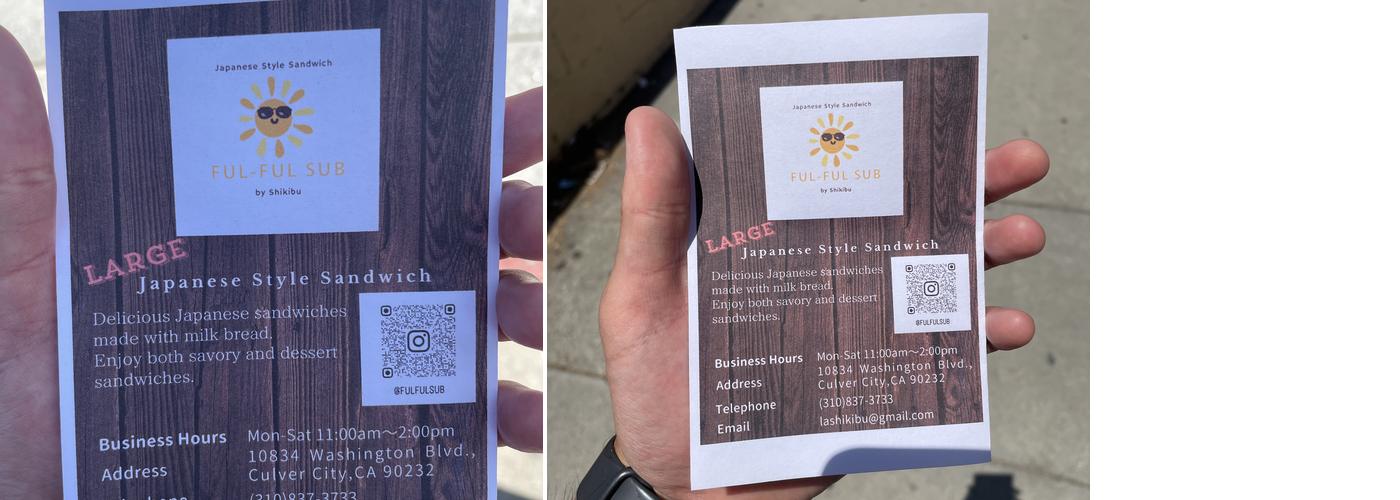 Japanese Style Sandwich
FUL-FUL SUB
by Shikibu
LARGE
Japanese Style Sandwich
Delicious Japanese sandwiches
made with milk bread.
Enjoy both savory and dessert
sandwiches.
@FULFULSUB
Business Hours Mon-Sat 11:00am〜2:00pm
Address 10834 Washington Blvd.,
Culver City,CA 90232
(310)837-3733
Japanese Style Sandwich
FUL-FUL SUB
by Shikibu
LARGE
Japanese Style Sandwich
Delicious Japanese sandwiches
made with milk bread.
Enjoy both savory and dessert
sandwiches.
@FULFULSUB
Business Hours Mon-Sat 11:00am〜2:00pm
Address 10834 Washington Blvd.,
Culver City,CA 90232
Telephone (310)837-3733
Email lashikibu@gmail.com